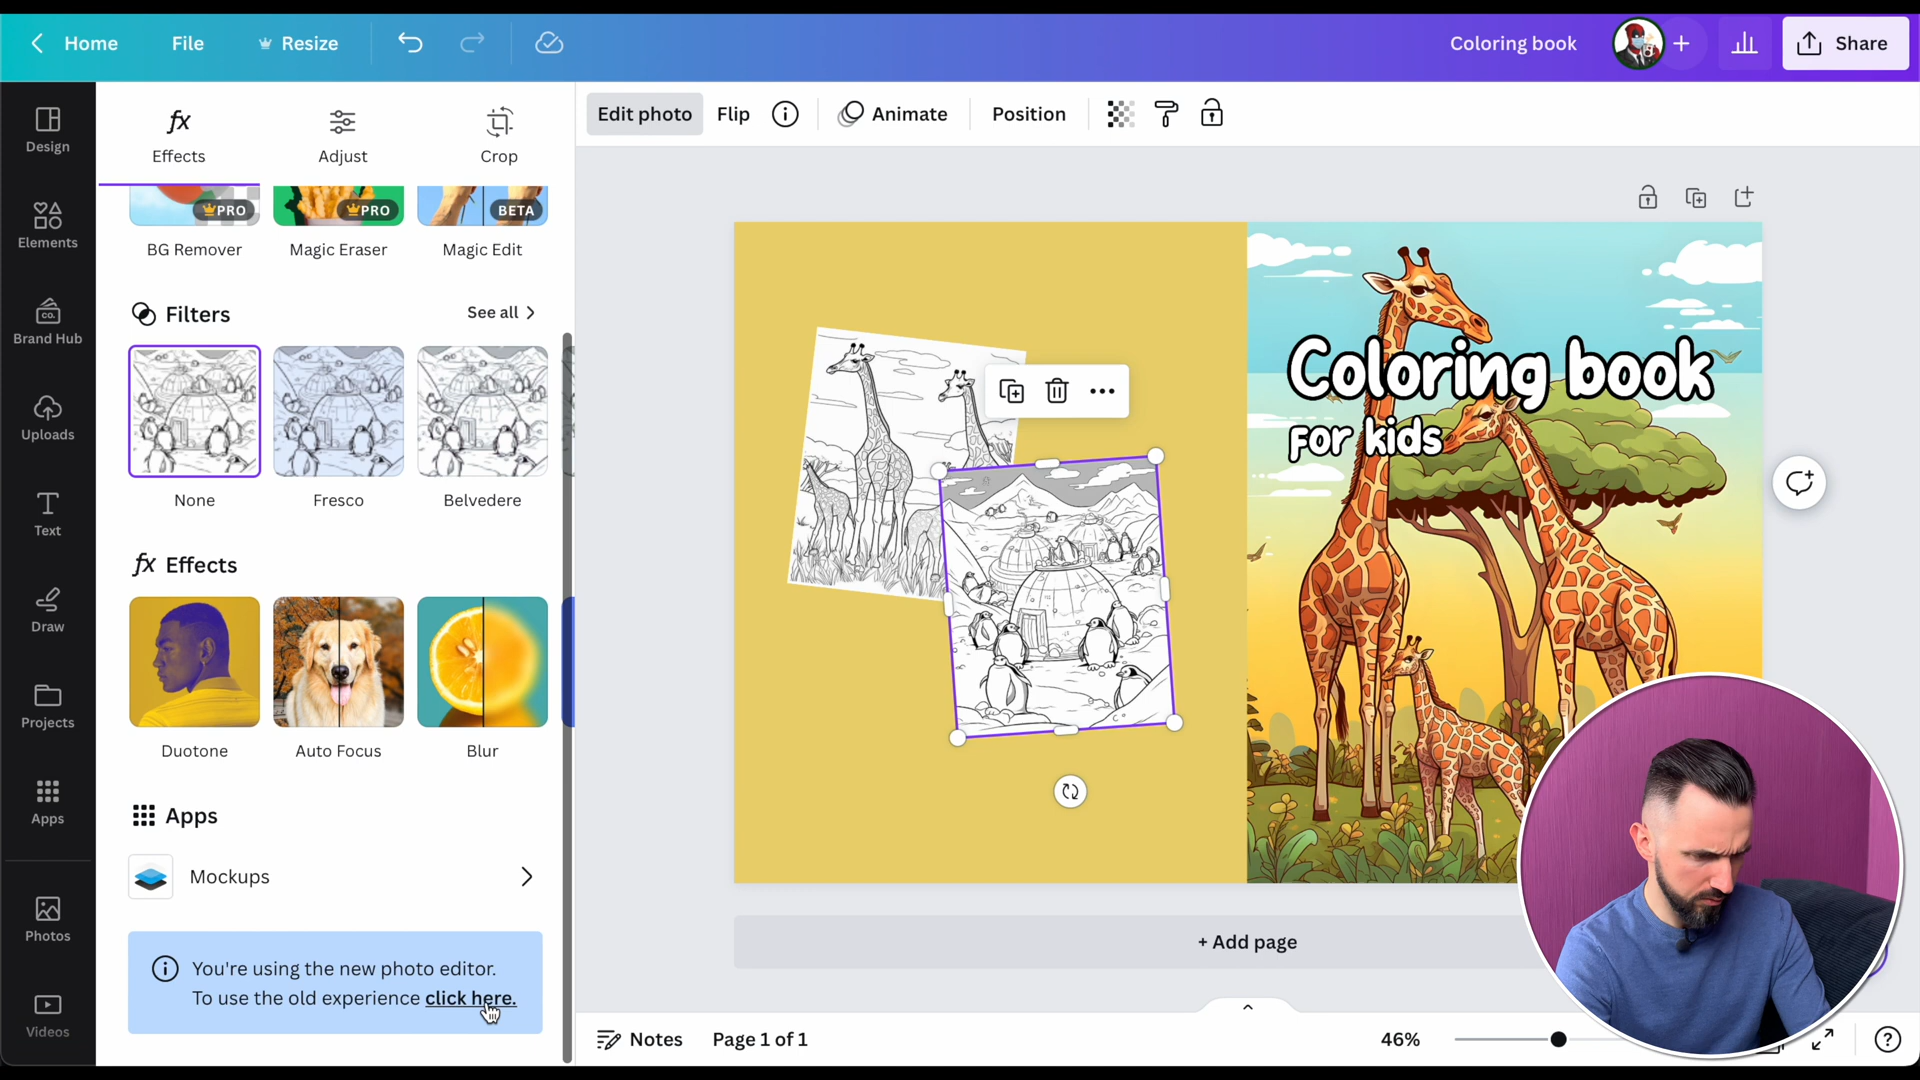 Home
File
Resize
Coloring book
Share
Design
Elements
CO.
Brand Hub
Uploads
Text
Draw
Projects
Apps
Photos
Videos
fx
Effects
Adjust
Crop
PRO
PRO
BETA
BG Remover
Magic Eraser
Magic Edit
Filters
See all
None
Fresco
Belvedere
fx Effects
Duotone
Auto Focus
Blur
Apps
Mockups
You're using the new photo editor.
To use the old experience click here.
Edit photo
Flip
Animate
Position
Coloring book
for kids
+ Add page
Notes
Page 1 of 1
46%